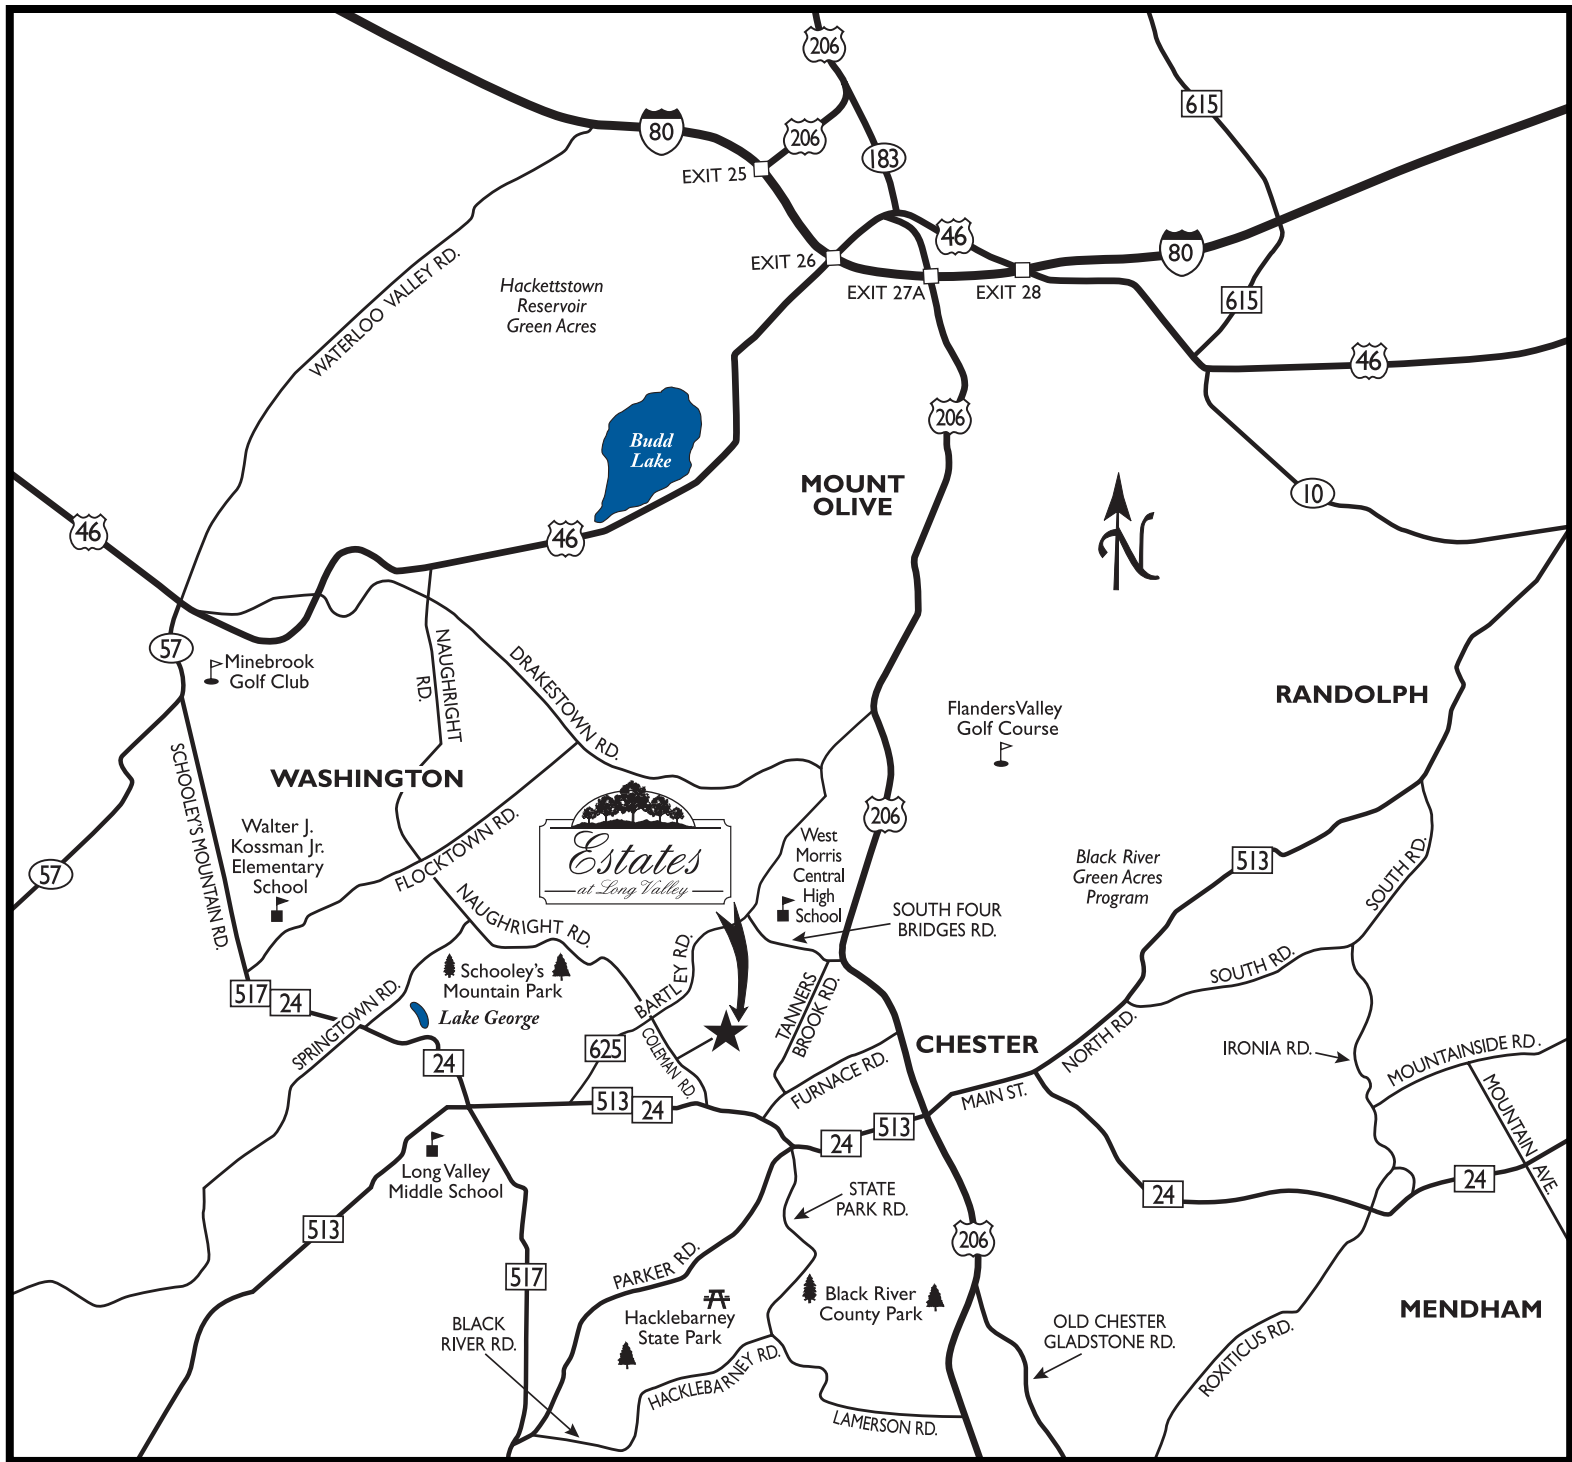 206
615
80
206
183
EXIT 25
46
80
EXIT 26
EXIT 27A
EXIT 28
WATERLOO VALLEY RD.
Hackettstown
Reservoir
Green Acres
615
46
206
Budd
Lake
MOUNT
OLIVE
10
N
46
46
57
Minebrook
Golf Club
NAUGHRIGHT
RD.
DRAKESTOWN RD.
RANDOLPH
FlandersValley
Golf Course
SCHOOLEY'S MOUNTAIN RD.
WASHINGTON
Walter J.
Kossman Jr.
Elementary
School
FLOCKTOWN RD.
Estates
at Long Valley
206
West
Morris
Central
High
School
Black River
Green Acres
Program
513
SOUTH RD.
57
NAUGHRIGHT RD.
SOUTH FOUR
BRIDGES RD.
BARTLEY RD.
SOUTH RD.
Schooley's
Mountain Park
517
24
SPRINGTOWN RD.
Lake George
TANNERS
BROOK RD.
625
COLEMAN RD.
CHESTER
NORTH RD.
IRONIA RD.
MOUNTAINSIDE RD.
24
FURNACE RD.
MAIN ST.
MOUNTAIN AVE.
513
24
24
513
Long Valley
Middle School
STATE
PARK RD.
24
24
513
206
517
PARKER RD.
Hacklebarney
State Park
Black River
County Park
MENDHAM
BLACK
RIVER RD.
OLD CHESTER
GLADSTONE RD.
ROXITICUS RD.
HACKLEBARNEY RD.
LAMERSON RD.